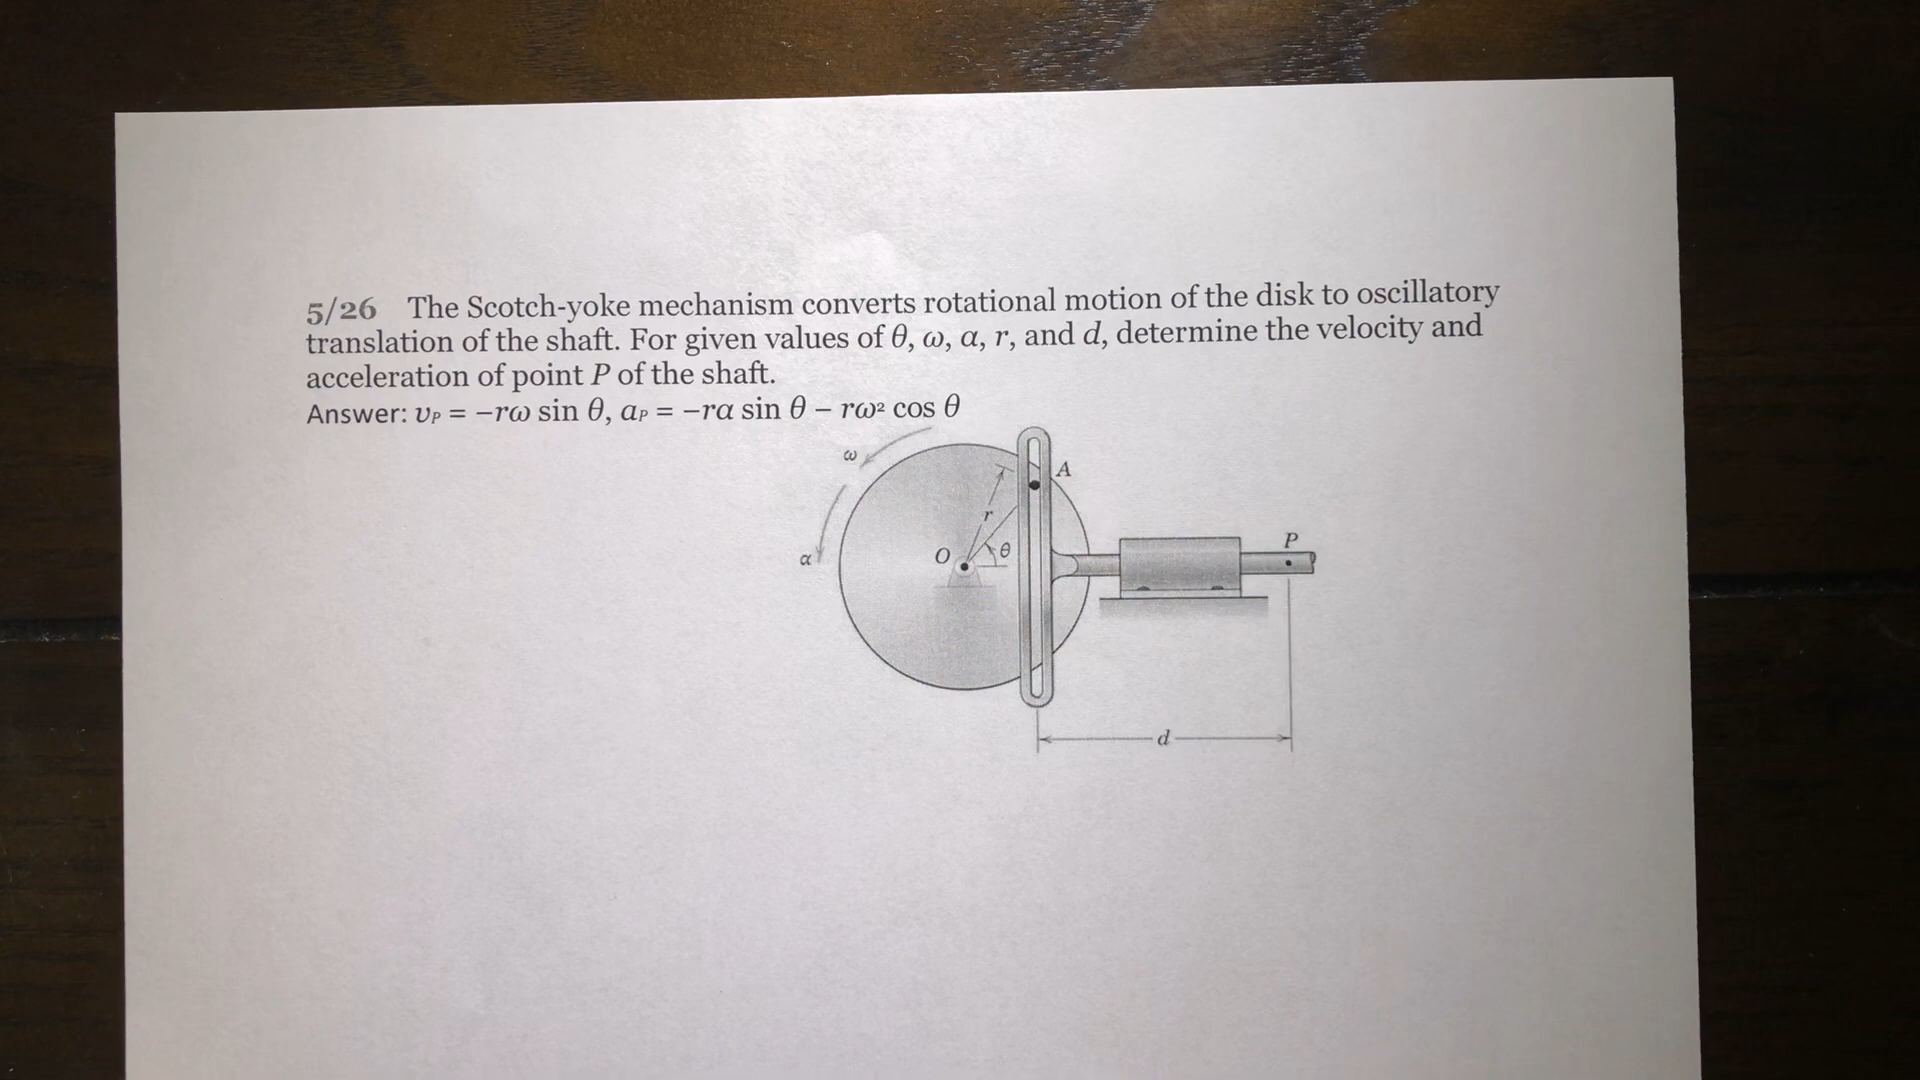 5/26 The Scotch-yoke mechanism converts rotational motion of the disk to oscillatory
translation of the shaft. For given values of θ, ω, α, r, and d, determine the velocity and
acceleration of point P of the shaft.
Answer: υP = −rω sin θ, aP = −rα sin θ − rω² cos θ
ω
A
r
α
O
θ
P
d